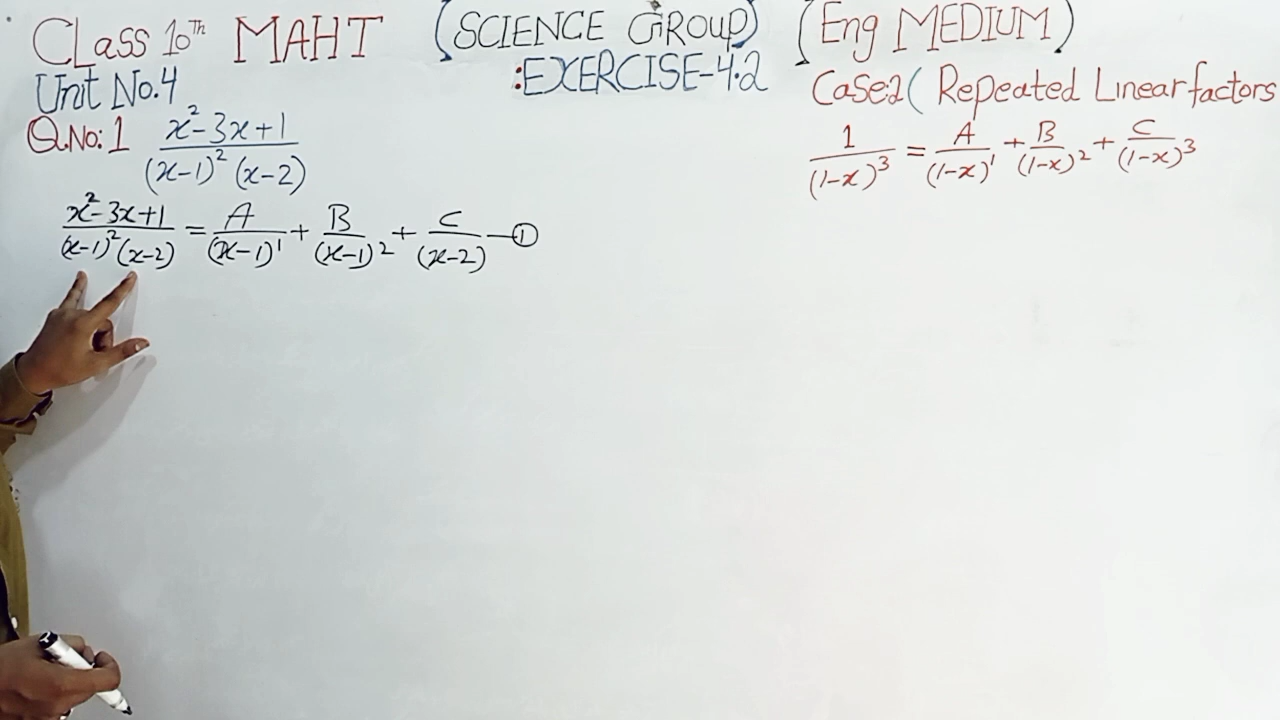 CLass 10th MAHT (SCIENCE GROUP) (Eng MEDIUM)
Unit No.4 :EXERCISE-4.2 Case:2( Repeated Linear factors
Q.No: 1 x²-3x+1 / (x-1)² (x-2)
1/(1-x)³ = A/(1-x)¹ + B/(1-x)² + C/(1-x)³
x²-3x+1 / (x-1)²(x-2) = A/(x-1)¹ + B/(x-1)² + C/(x-2) —①